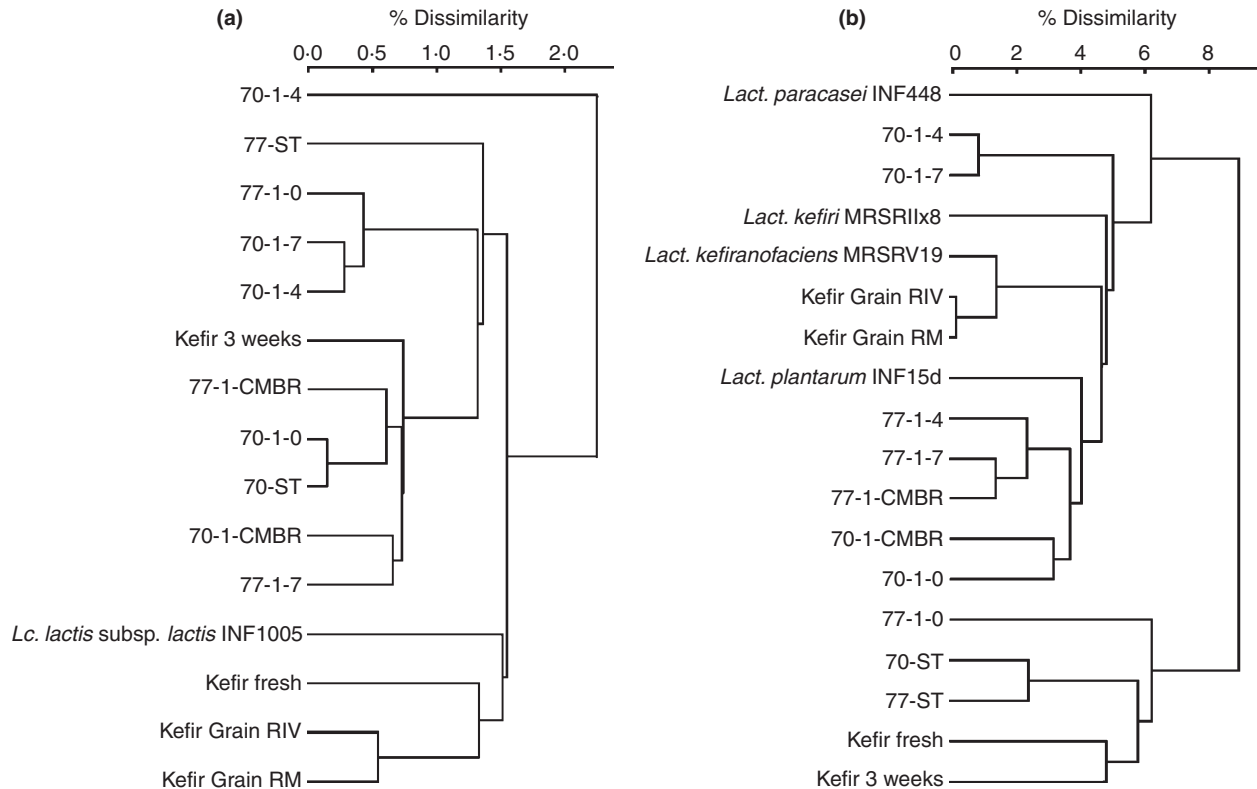 (a)
% Dissimilarity
0·0 0·5 1·0 1·5 2·0
70-1-4
77-ST
77-1-0
70-1-7
70-1-4
Kefir 3 weeks
77-1-CMBR
70-1-0
70-ST
70-1-CMBR
77-1-7
Lc. lactis subsp. lactis INF1005
Kefir fresh
Kefir Grain RIV
Kefir Grain RM
(b)
% Dissimilarity
0 2 4 6 8
Lact. paracasei INF448
70-1-4
70-1-7
Lact. kefiri MRSRIIx8
Lact. kefiranofaciens MRSRV19
Kefir Grain RIV
Kefir Grain RM
Lact. plantarum INF15d
77-1-4
77-1-7
77-1-CMBR
70-1-CMBR
70-1-0
77-1-0
70-ST
77-ST
Kefir fresh
Kefir 3 weeks